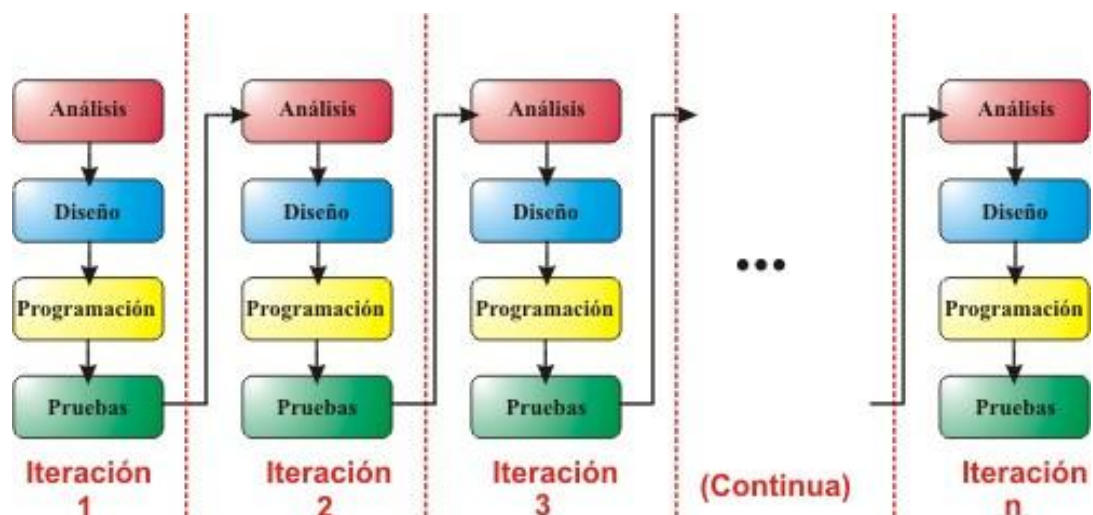 Análisis
Análisis
Análisis
Análisis
Diseño
Diseño
Diseño
Diseño
Programación
Programación
Programación
Programación
Pruebas
Pruebas
Pruebas
Pruebas
Iteración
1
Iteración
2
Iteración
3
(Continua)
Iteración
n